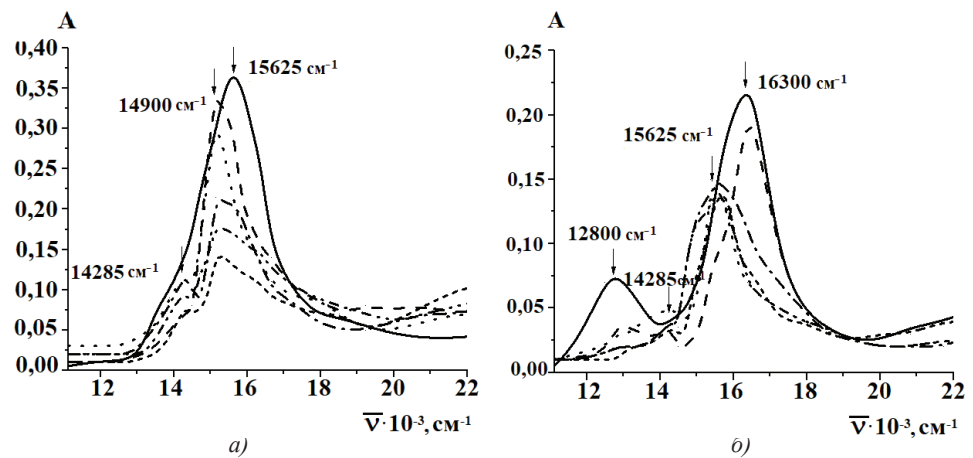 A
0,40
0,35
0,30
0,25
0,20
0,15
0,10
0,05
0,00
12 14 16 18 20 22
15625 см⁻¹
14900 см⁻¹
14285 см⁻¹
ν̅·10⁻³, см⁻¹
а)
A
0,25
0,20
0,15
0,10
0,05
0,00
12 14 16 18 20 22
16300 см⁻¹
15625 см⁻¹
12800 см⁻¹
14285 см⁻¹
ν̅·10⁻³, см⁻¹
б)